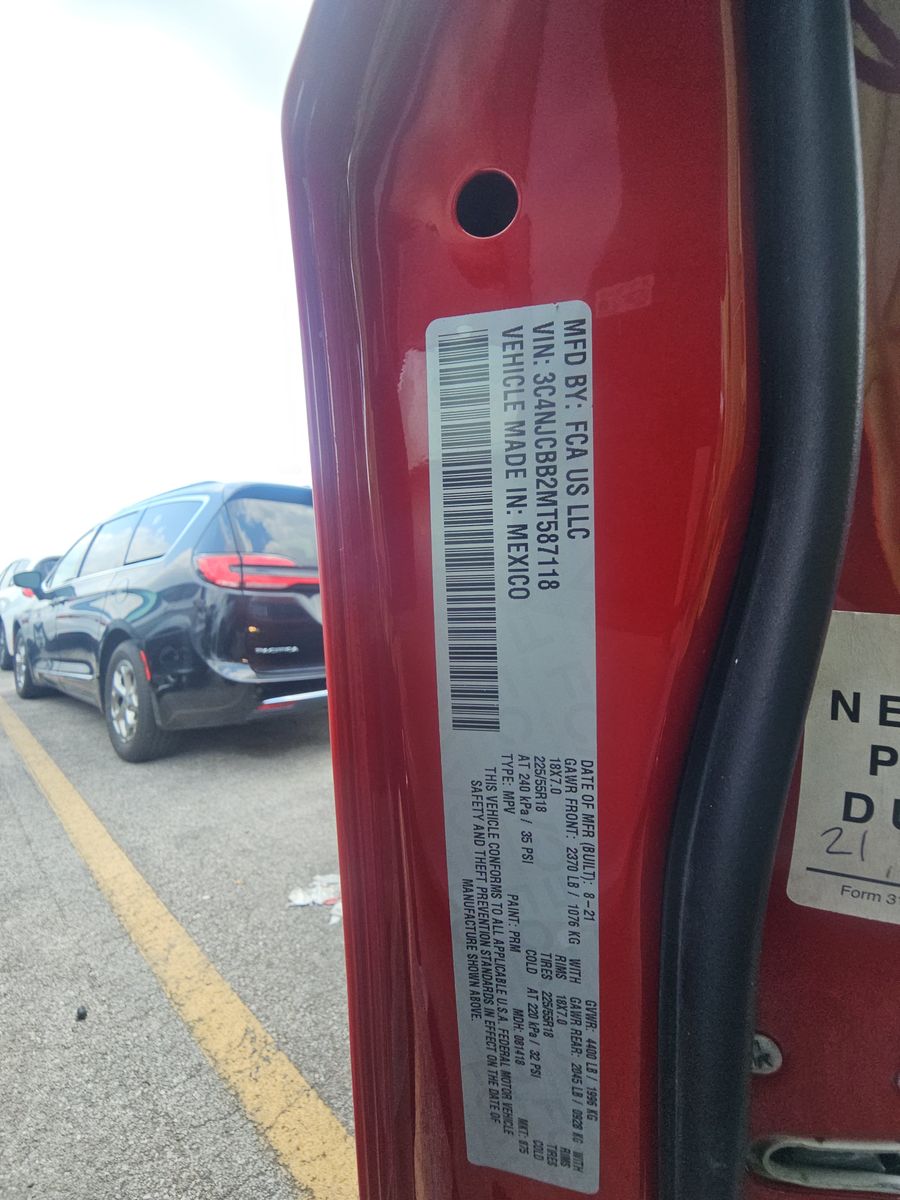 MFD BY: FCA US LLC
VIN: 3C4NJCBB2MT587118
VEHICLE MADE IN: MEXICO
DATE OF MFR (BUILT): 8-21 GVWR: 4400 LB / 1996 KG
GAWR FRONT: 2370 LB / 1076 KG WITH GAWR REAR: 2045 LB / 0928 KG WITH
18X7.0 RIMS 18X7.0 RIMS
225/55R18 TIRES 225/55R18 TIRES
AT 240 kPa / 35 PSI COLD AT 220 kPa / 32 PSI COLD
TYPE: MPV PAINT: PRM MDH: 081418 MKT: 875
THIS VEHICLE CONFORMS TO ALL APPLICABLE U.S.A. FEDERAL MOTOR VEHICLE
SAFETY AND THEFT PREVENTION STANDARDS IN EFFECT ON THE DATE OF
MANUFACTURE SHOWN ABOVE.
PACIFICA
NE
P
DU
21
Form 3